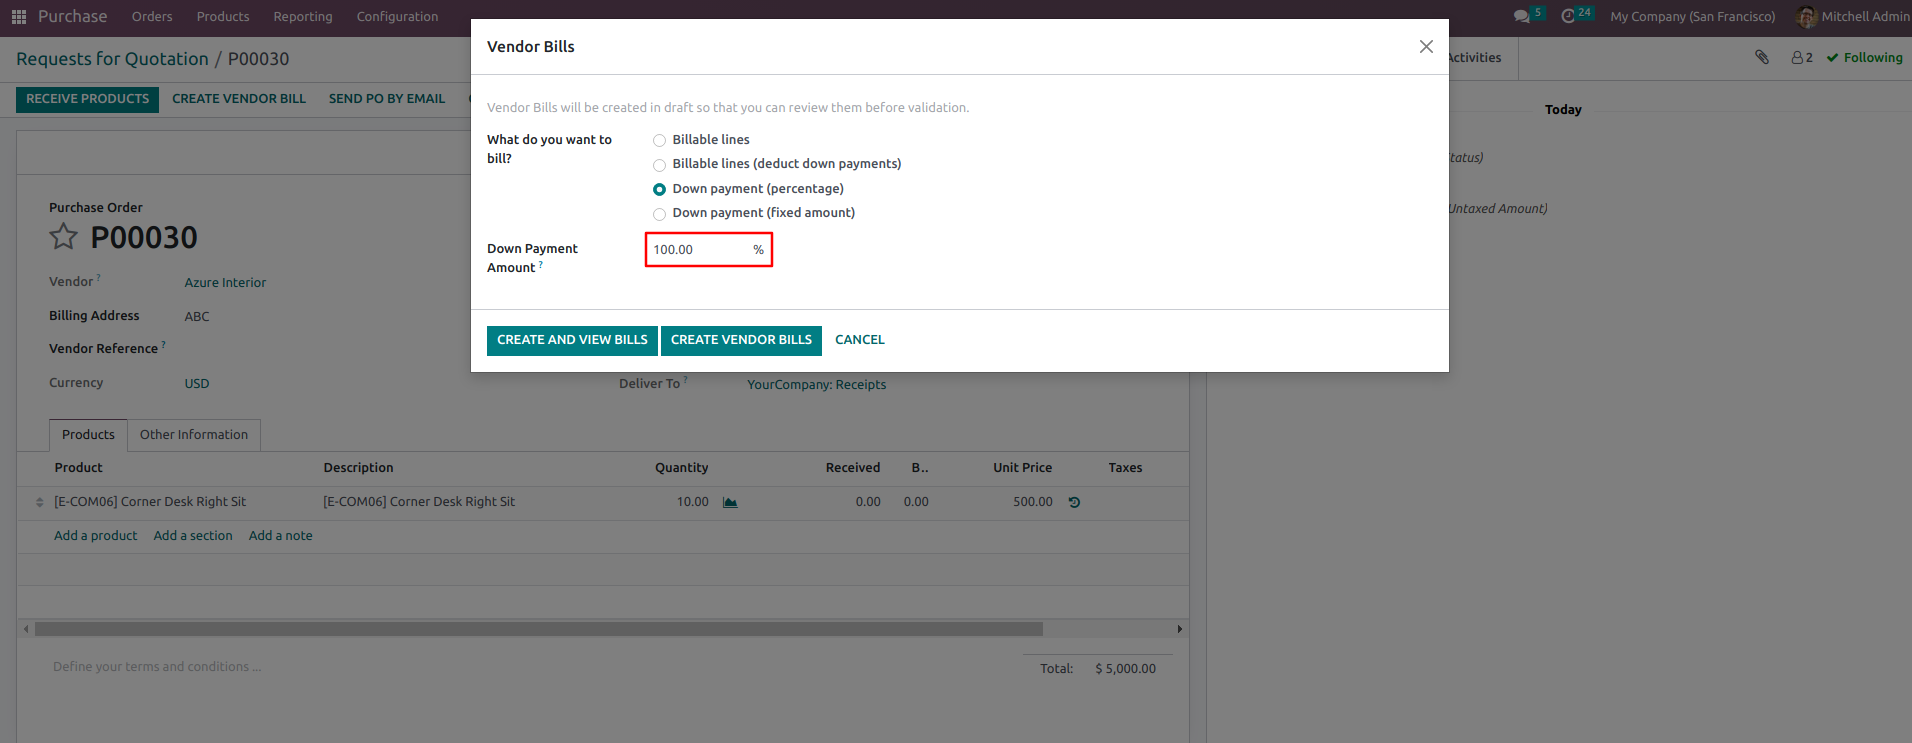 Purchase Orders Products Reporting Configuration 5 24 My Company (San Francisco) Mitchell Admin
Vendor Bills
Requests for Quotation / P00030
Activities 2 Following
RECEIVE PRODUCTS CREATE VENDOR BILL SEND PO BY EMAIL
Vendor Bills will be created in draft so that you can review them before validation.
Today
What do you want to
bill?
Billable lines
Billable lines (deduct down payments)
Down payment (percentage)
Down payment (fixed amount)
tatus)
Untaxed Amount)
Down Payment
Amount ?
100.00 %
CREATE AND VIEW BILLS CREATE VENDOR BILLS CANCEL
Purchase Order
P00030
Vendor ? Azure Interior
Billing Address ABC
Vendor Reference ?
Currency USD
Deliver To ? YourCompany: Receipts
Products Other Information
Product Description Quantity Received B.. Unit Price Taxes
[E-COM06] Corner Desk Right Sit [E-COM06] Corner Desk Right Sit 10.00 0.00 0.00 500.00
Add a product Add a section Add a note
Define your terms and conditions ...
Total: $ 5,000.00